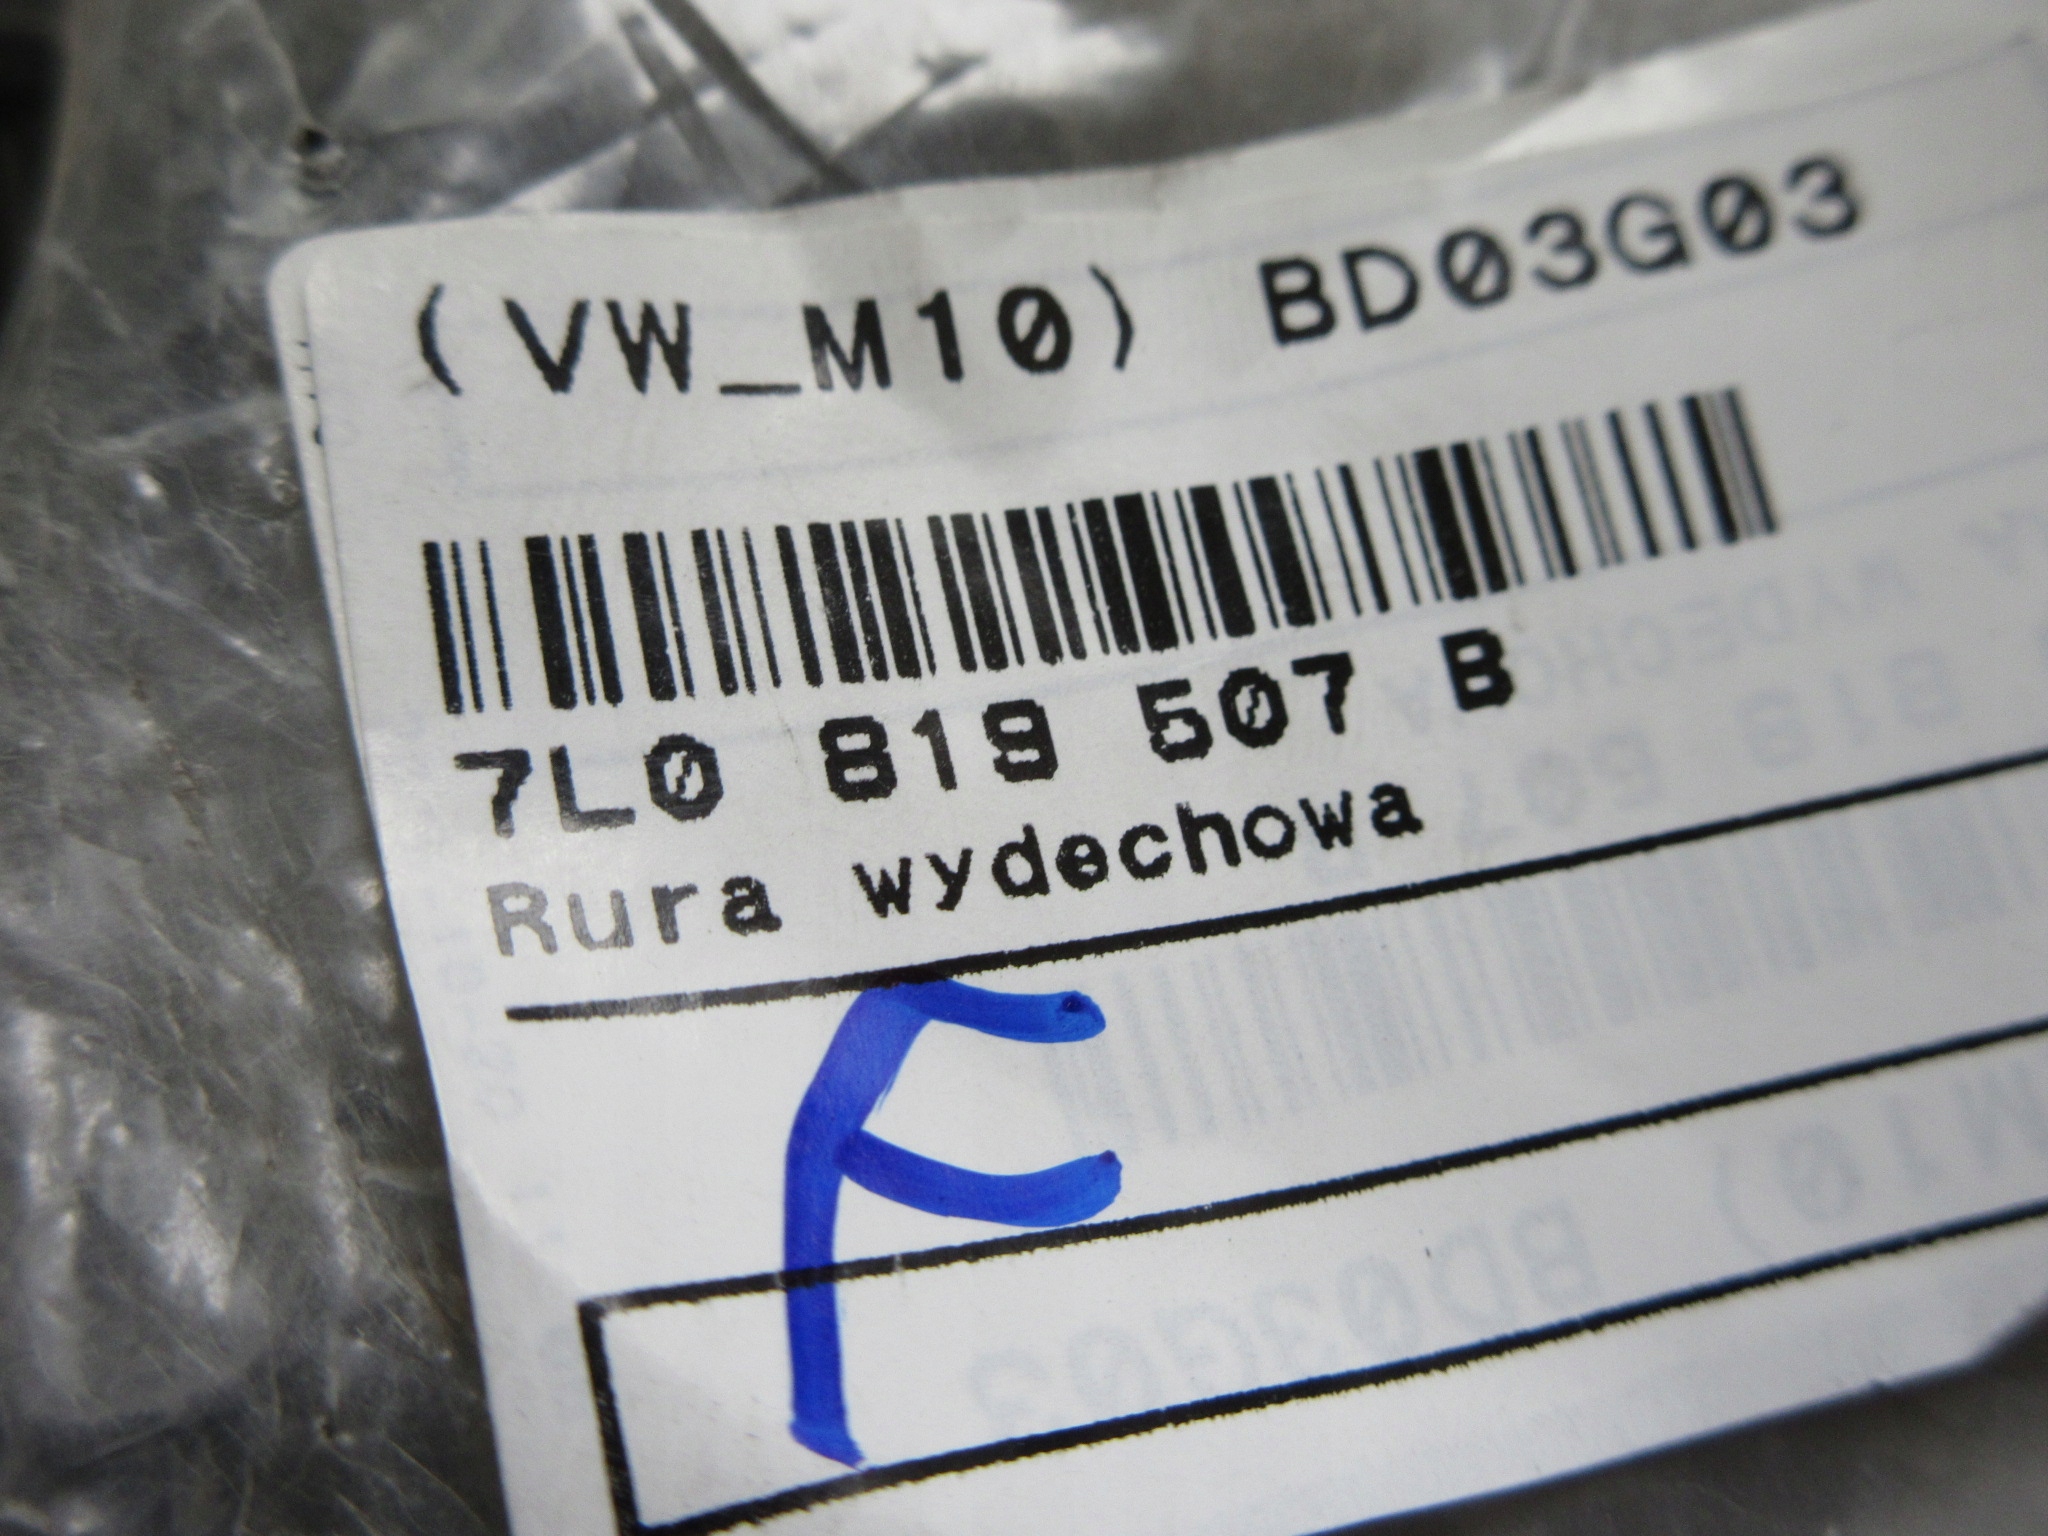 (VW_M10) BD03G03
7L0 819 507 B
Rura wydechowa
F